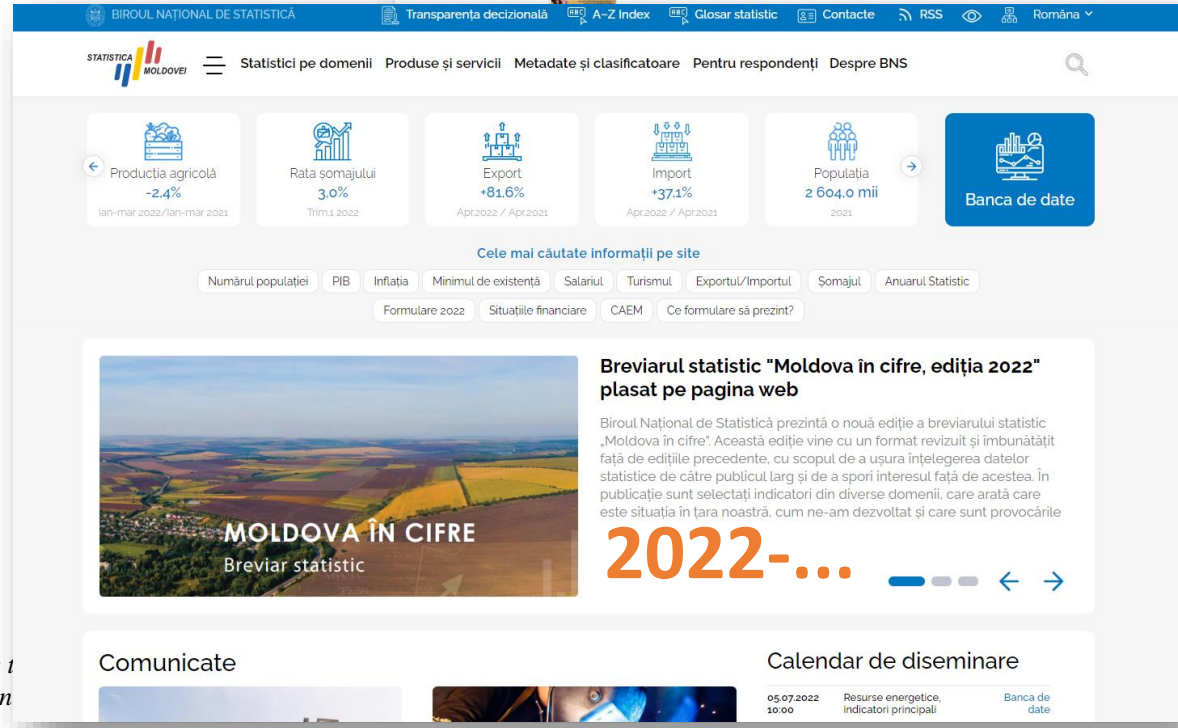 BIROUL NAȚIONAL DE STATISTICĂ
Transparența decizională
A-Z Index
Glosar statistic
Contacte
RSS
Româna
STATISTICA
MOLDOVEI
Statistici pe domenii Produse și servicii Metadate și clasificatoare Pentru respondenți Despre BNS
Producția agricolă
-2,4%
Ian-mar 2022/Ian-mar 2021
Rata șomajului
3,0%
Trim.1 2022
Export
+81,6%
Apr.2022 / Apr.2021
Import
+37,1%
Apr.2022 / Apr.2021
Populația
2 604,0 mii
2021
Banca de date
Cele mai căutate informații pe site
Numărul populației PIB Inflația Minimul de existență Salariul Turismul Exportul/Importul Șomajul Anuarul Statistic
Formulare 2022 Situațiile financiare CAEM Ce formulare să prezint?
MOLDOVA ÎN CIFRE
Breviar statistic
Breviarul statistic "Moldova în cifre, ediția 2022"
plasat pe pagina web
Biroul Național de Statistică prezintă o nouă ediție a breviarului statistic
„Moldova în cifre". Această ediție vine cu un format revizuit și îmbunătățit
față de edițiile precedente, cu scopul de a ușura înțelegerea datelor
statistice de către publicul larg și de a spori interesul față de acestea. În
publicație sunt selectați indicatori din diverse domenii, care arată care
este situația în țara noastră, cum ne-am dezvoltat și care sunt provocările
2022-...
Comunicate
Calendar de diseminare
05.07.2022
10:00
Resurse energetice,
indicatori principali
Banca de
date